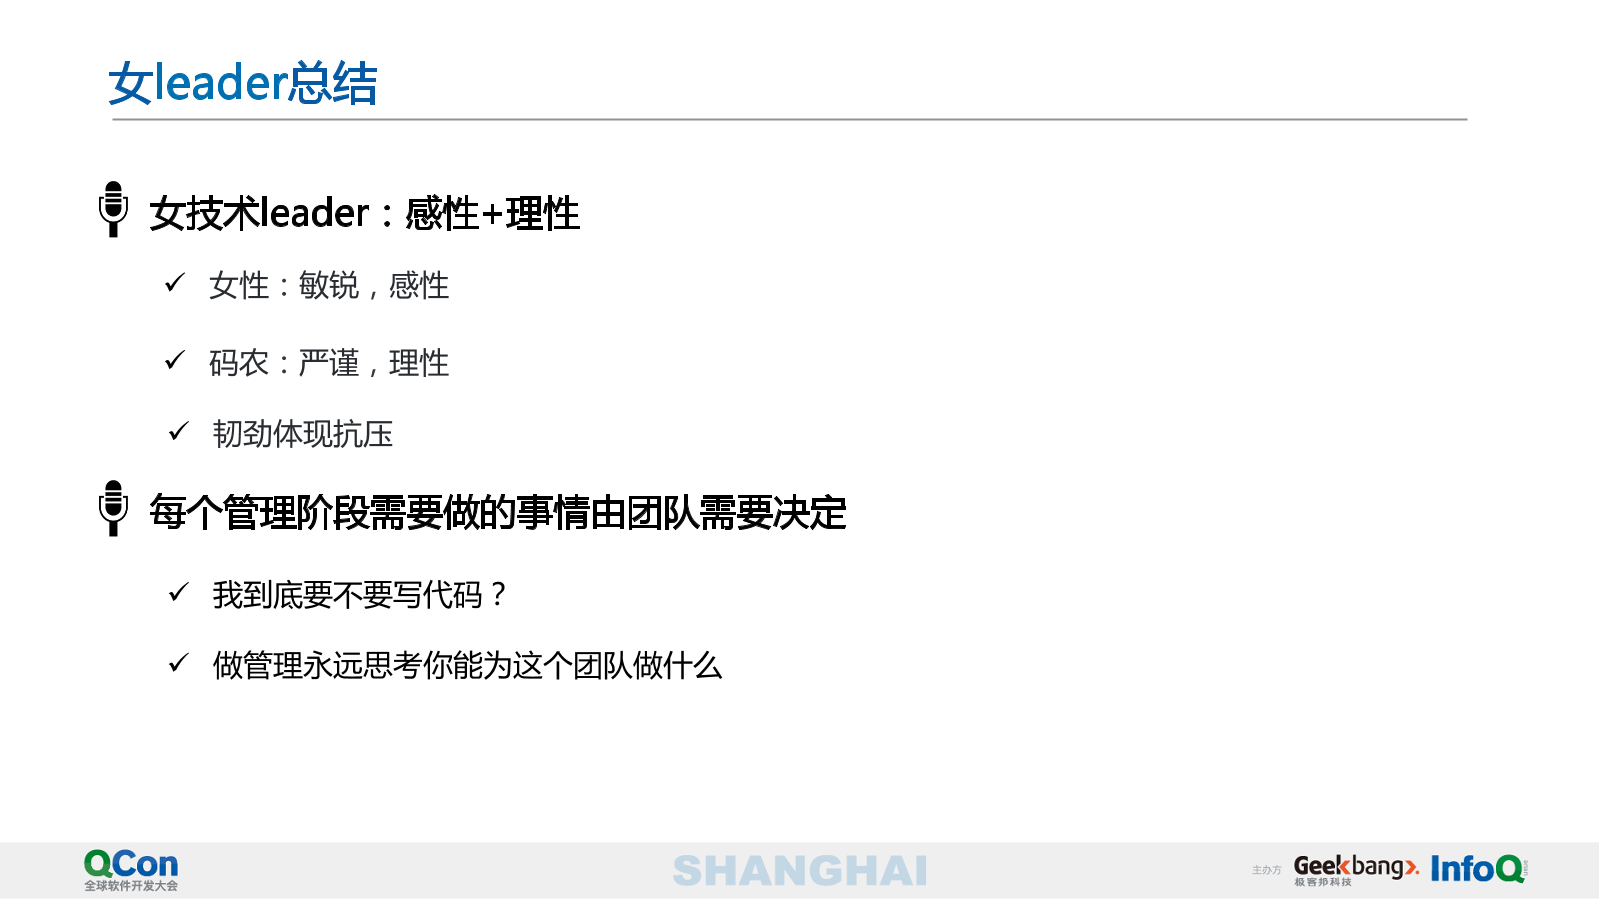 女leader总结
女技术leader：感性+理性
女性：敏锐，感性
码农：严谨，理性
韧劲体现抗压
每个管理阶段需要做的事情由团队需要决定
我到底要不要写代码？
做管理永远思考你能为这个团队做什么
QCon
全球软件开发大会
SHANGHAI
主办方
Geekbang
极客邦科技
InfoQ